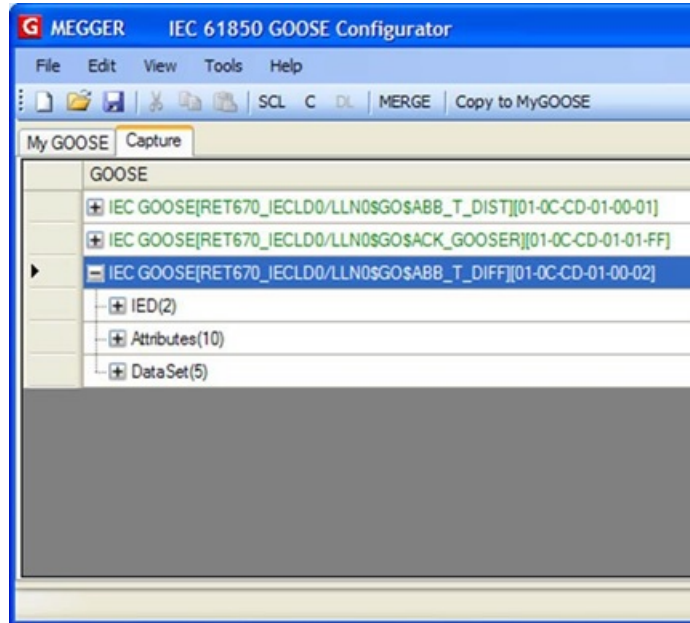 G MEGGER IEC 61850 GOOSE Configurator
File Edit View Tools Help
SCL C DL MERGE Copy to MyGOOSE
My GOOSE Capture
GOOSE
IEC GOOSE[RET670_IECLD0/LLN0$GO$ABB_T_DIST][01-0C-CD-01-00-01]
IEC GOOSE[RET670_IECLD0/LLN0$GO$ACK_GOOSER][01-0C-CD-01-01-FF]
IEC GOOSE[RET670_IECLD0/LLN0$GO$ABB_T_DIFF][01-0C-CD-01-00-02]
IED(2)
Attributes(10)
DataSet(5)